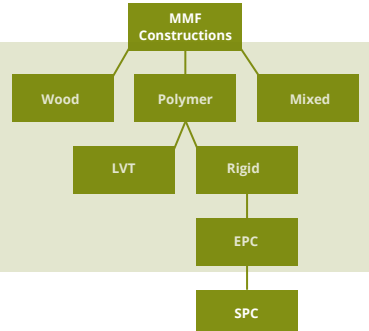 MMF
Constructions
Wood
Polymer
Mixed
LVT
Rigid
EPC
SPC